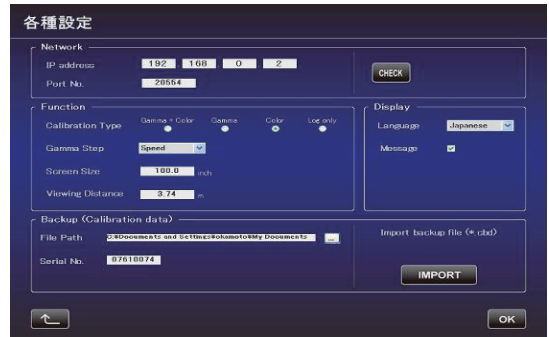 各種設定
Network
IP address 192 168 0 2
Port No. 20554
CHECK
Function
Calibration Type Gamma + Color Gamma Color Log only
Gamma Step Speed
Screen Size 100.0 inch
Viewing Distance 3.74 m
Display
Language Japanese
Message
Backup (Calibration data)
File Path C:¥Documents and Settings¥okamoto¥My Documents ...
Serial No. 07610074
Import backup file (*.cbd)
IMPORT
OK